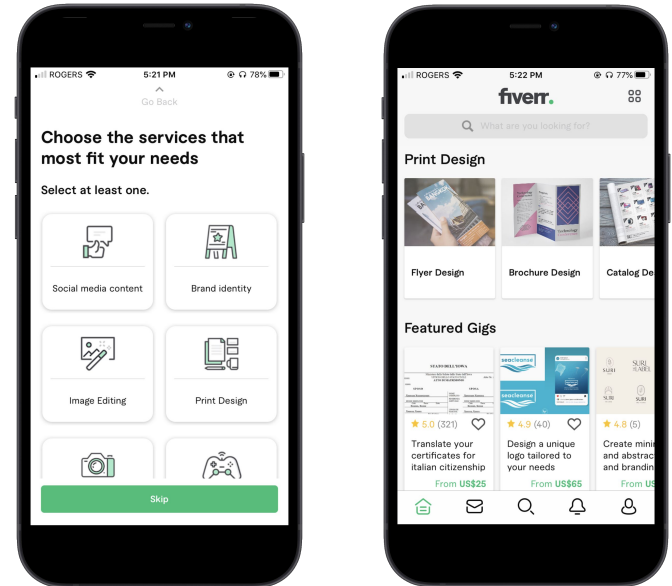 ROGERS 5:21 PM 78%
Go Back
Choose the services that
most fit your needs
Select at least one.
Social media content
Brand identity
Image Editing
Print Design
Skip
ROGERS 5:22 PM 77%
fiverr.
What are you looking for?
Print Design
Flyer Design
Brochure Design
Catalog De
Featured Gigs
seacleanse
seacleanse
SURI
SURI
5.0 (321)
4.9 (40)
4.8 (5)
Translate your
certificates for
italian citizenship
Design a unique
logo tailored to
your needs
Create minim
and abstrac
and brandin
From US$25
From US$65
From US